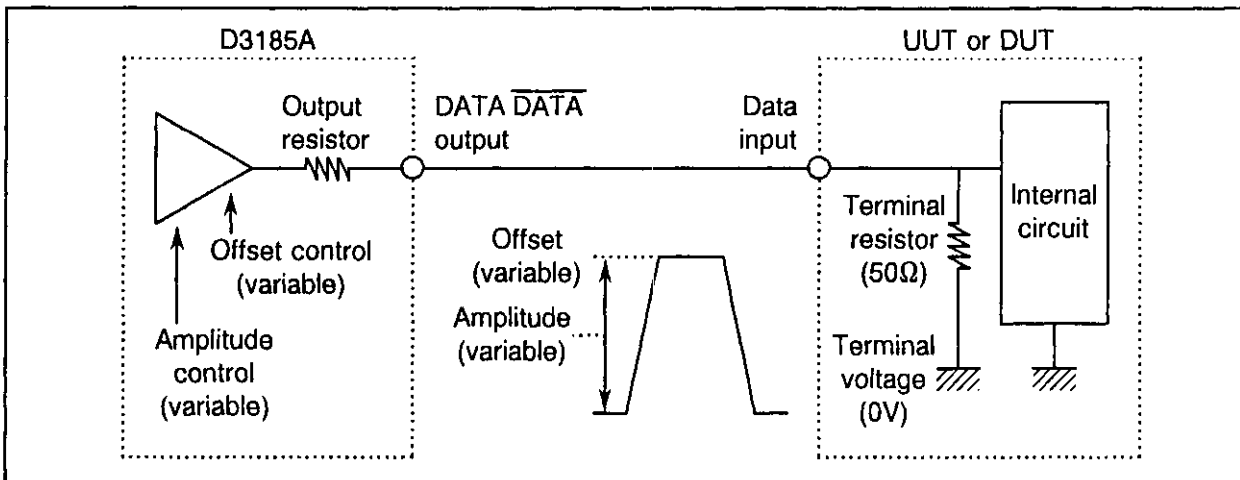 D3185A
UUT or DUT
Output
resistor
DATA D̅A̅T̅A̅
output
Data
input
Offset control
(variable)
Amplitude
control
(variable)
Offset
(variable)
Amplitude
(variable)
Terminal
resistor
(50Ω)
Terminal
voltage
(0V)
Internal
circuit